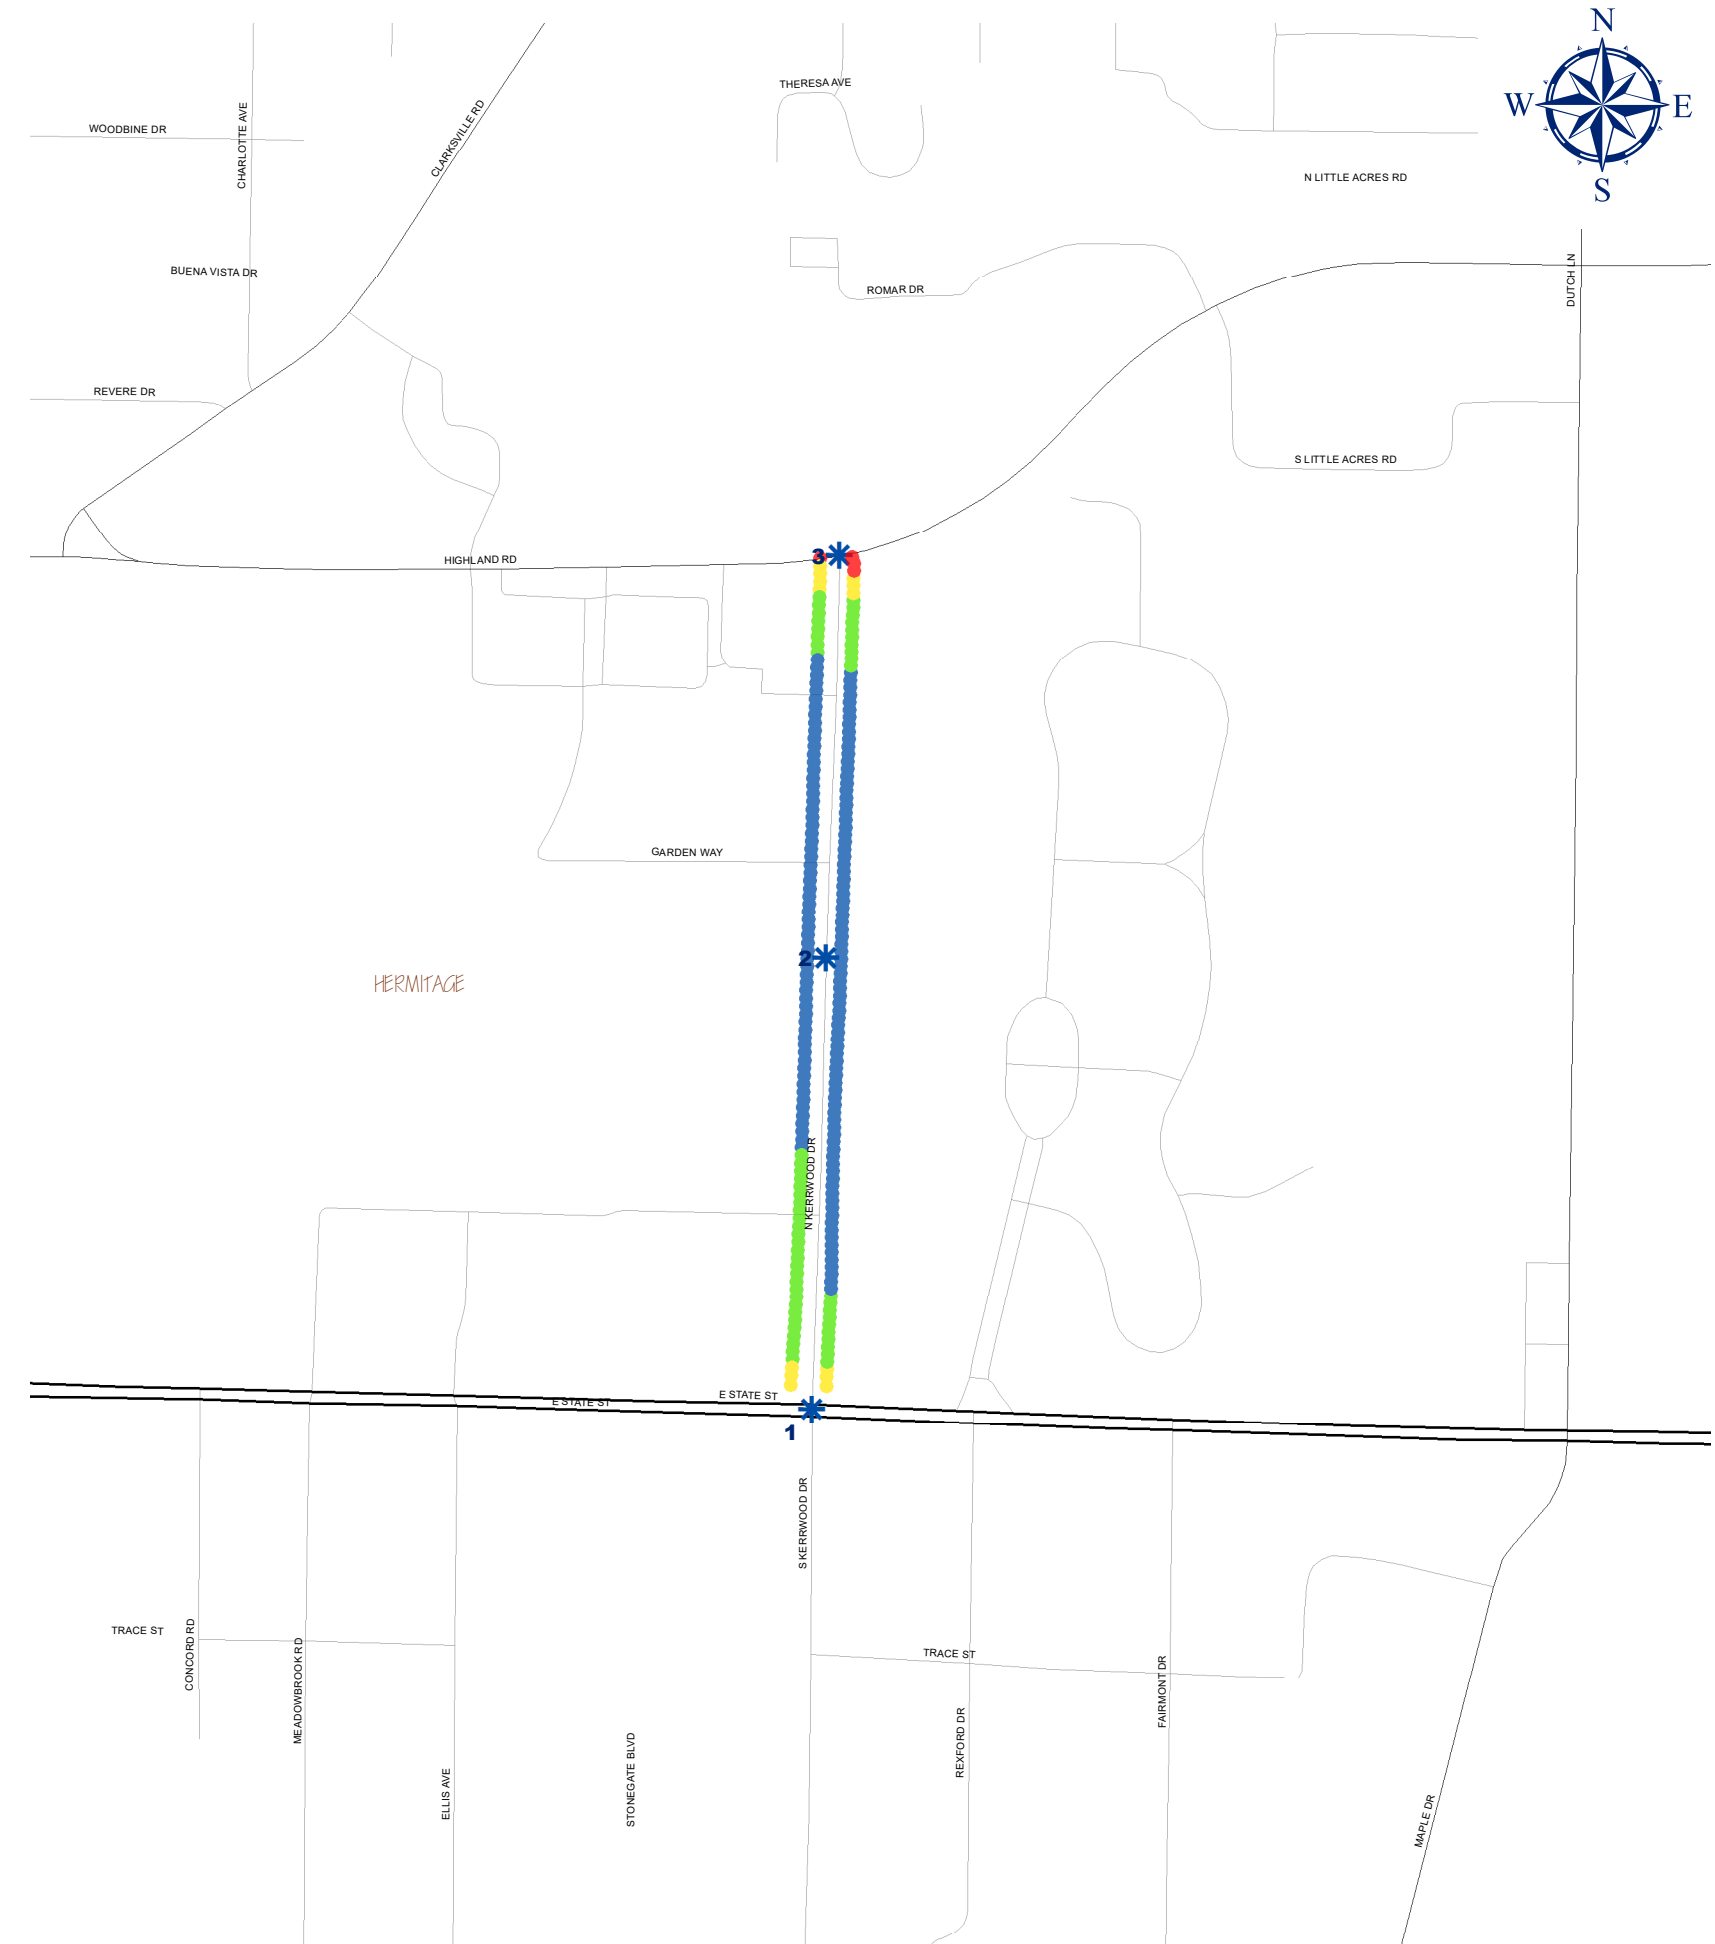 N
THERESA AVE
W
E
CHARLOTTE AVE
CLARKSVILLE RD
WOODBINE DR
N LITTLE ACRES RD
S
BUENA VISTA DR
DUTCH LN
ROMAR DR
REVERE DR
S LITTLE ACRES RD
HIGHLAND RD
3
GARDEN WAY
2
HERMITAGE
N KERRWOOD DR
E STATE ST
E STATE ST
1
S KERRWOOD DR
TRACE ST
CONCORD RD
MEADOWBROOK RD
TRACE ST
FAIRMONT DR
REXFORD DR
STONEGATE BLVD
ELLIS AVE
MAPLE DR